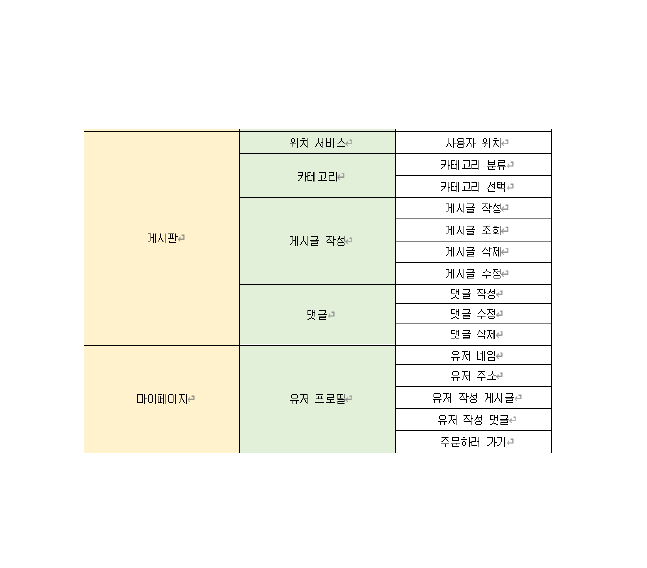 위치 서비스
사용자 위치
카테고리
카테고리 분류
카테고리 선택
게시판
게시글 작성
게시글 작성
게시글 조회
게시글 삭제
게시글 수정
댓글
댓글 작성
댓글 수정
댓글 삭제
마이페이지
유저 프로필
유저 네임
유저 주소
유저 작성 게시글
유저 작성 댓글
주문하러 가기